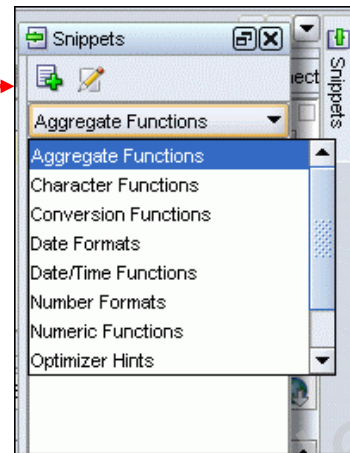 Snippets
ect
Snippets
Aggregate Functions
Aggregate Functions
Character Functions
Conversion Functions
Date Formats
Date/Time Functions
Number Formats
Numeric Functions
Optimizer Hints